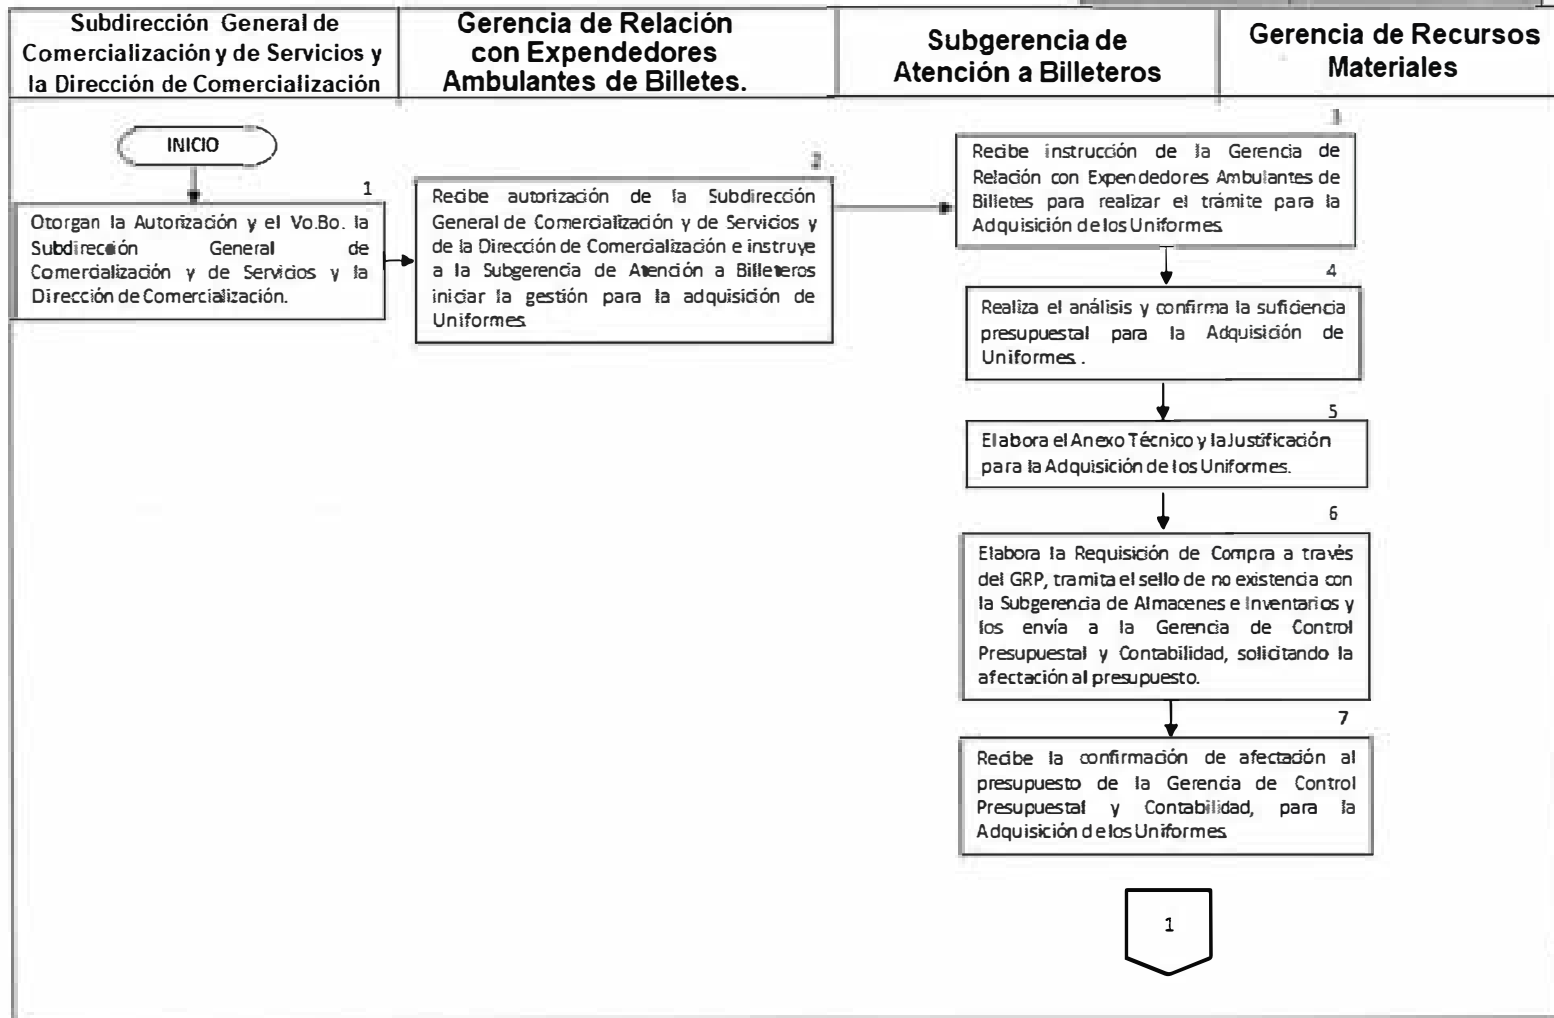 Subdirección General de
Comercialización y de Servicios y
la Dirección de Comercialización
Gerencia de Relación
con Expendedores
Ambulantes de Billetes.
Subgerencia de
Atención a Billeteros
Gerencia de Recursos
Materiales
INICIO
1
Otorgan la Autorización y el Vo.Bo. la
Subdirección General de
Comercialización y de Servicios y la
Dirección de Comercialización.
2
Recibe autorización de la Subdirección
General de Comercialización y de Servicios y
de la Dirección de Comercialización e instruye
a la Subgerencia de Atención a Billeteros
iniciar la gestión para la adquisición de
Uniformes
3
Recibe instrucción de la Gerencia de
Relación con Expendedores Ambulantes de
Billetes para realizar el trámite para la
Adquisición de los Uniformes.
4
Realiza el análisis y confirma la suficiencia
presupuestal para la Adquisición de
Uniformes .
5
Elabora el Anexo Técnico y la Justificación
para la Adquisición de los Uniformes.
6
Elabora la Requisición de Compra a través
del GRP, tramita el sello de no existencia con
la Subgerencia de Almacenes e Inventarios y
los envía a la Gerencia de Control
Presupuestal y Contabilidad, solicitando la
afectación al presupuesto.
7
Recibe la confirmación de afectación al
presupuesto de la Gerencia de Control
Presupuestal y Contabilidad, para la
Adquisición de los Uniformes.
1